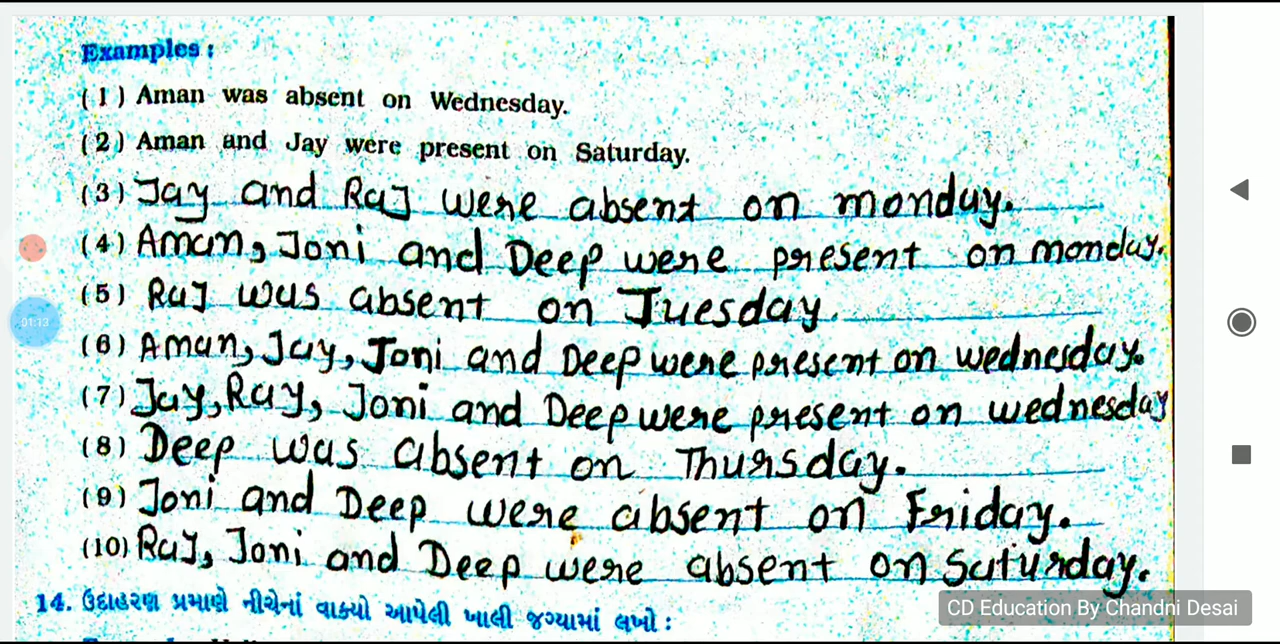 Examples :
(1) Aman was absent on Wednesday.
(2) Aman and Jay were present on Saturday.
(3) Jay and Raj were absent on monday.
(4) Aman, Joni and Deep were present on monday.
(5) Raj was absent on Tuesday.
(6) Aman, Jay, Joni and Deep were present on wednesday.
(7) Jay, Ray, Joni and Deep were present on wednesday
(8) Deep was absent on Thursday.
(9) Joni and Deep were absent on Friday.
(10) Raj, Joni and Deep were absent on Saturday.
14. ઉદાહરણ પ્રમાણે નીચેનાં વાક્યો આપેલી ખાલી જગ્યામાં લખો :
01:13
CD Education By Chandni Desai